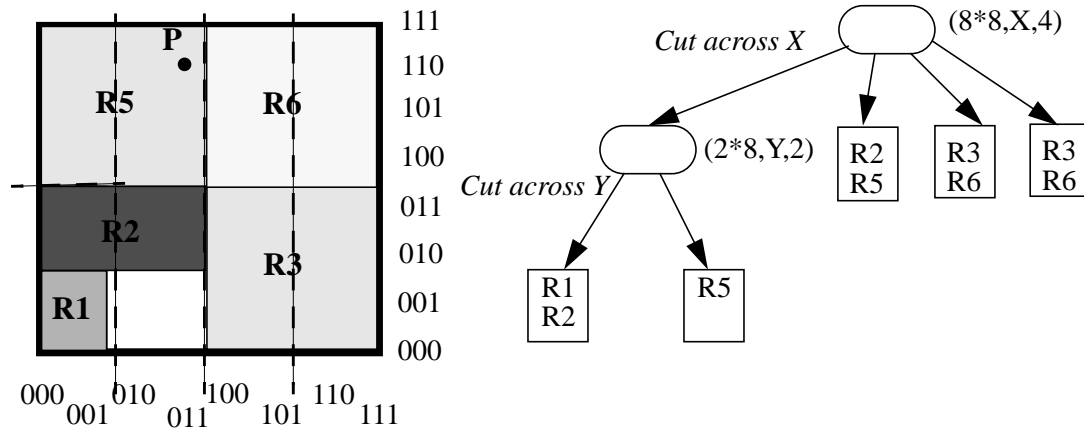 111
P
110
R5
R6
101
100
011
R2
010
R3
R1
001
000
000
001
010
011
100
101
110
111
(8*8,X,4)
Cut across X
(2*8,Y,2)
R2
R5
R3
R6
R3
R6
Cut across Y
R1
R2
R5